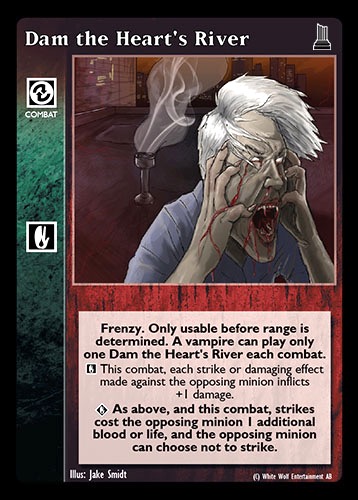 Dam the Heart's River
COMBAT
Frenzy. Only usable before range is
determined. A vampire can play only
one Dam the Heart's River each combat.
This combat, each strike or damaging effect
made against the opposing minion inflicts
+1 damage.
As above, and this combat, strikes
cost the opposing minion 1 additional
blood or life, and the opposing minion
can choose not to strike.
Illus: Jake Smidt
(C) White Wolf Entertainment AB